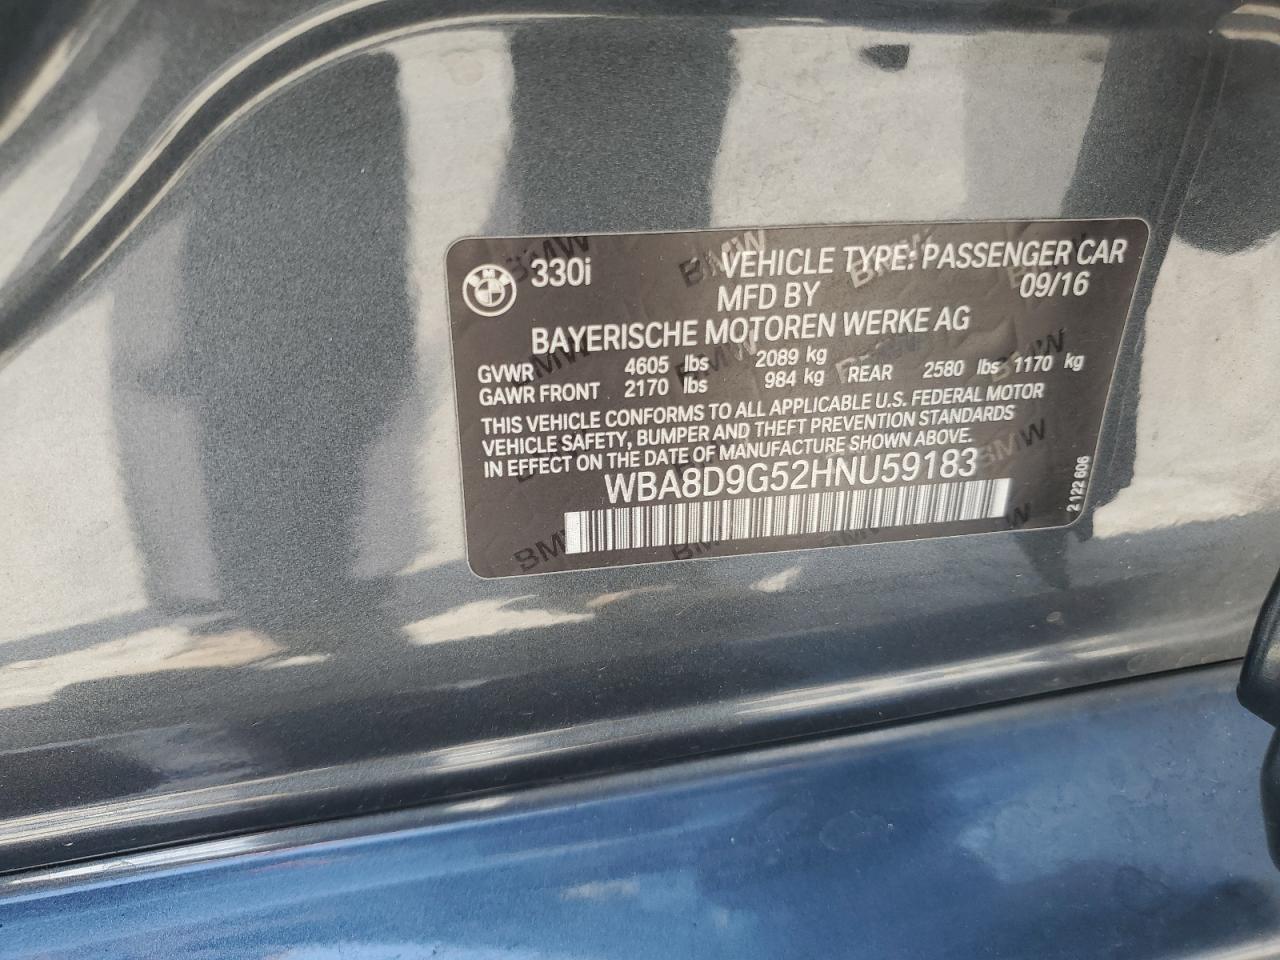 BMW 330i VEHICLE TYPE: PASSENGER CAR
MFD BY 09/16
BAYERISCHE MOTOREN WERKE AG
GVWR 4605 lbs 2089 kg
GAWR FRONT 2170 lbs 984 kg REAR 2580 lbs 1170 kg
THIS VEHICLE CONFORMS TO ALL APPLICABLE U.S. FEDERAL MOTOR
VEHICLE SAFETY, BUMPER AND THEFT PREVENTION STANDARDS
IN EFFECT ON THE DATE OF MANUFACTURE SHOWN ABOVE.
WBA8D9G52HNU59183
2 122 606